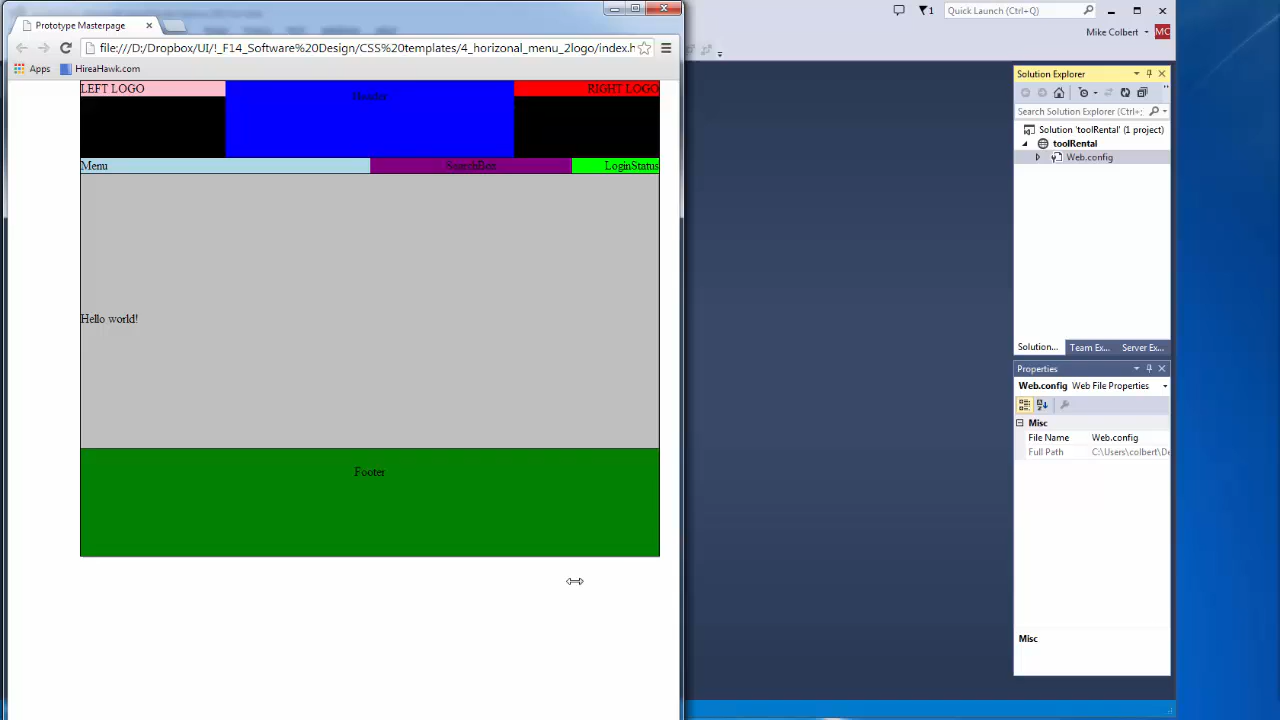 Prototype Masterpage
file:///D:/Dropbox/UI/!_F14_Software%20Design/CSS%20templates/4_horizonal_menu_2logo/index.h
Apps
HireaHawk.com
LEFT LOGO
Header
RIGHT LOGO
Menu
SearchBox
LoginStatus
Hello world!
Footer
1
Quick Launch (Ctrl+Q)
Mike Colbert
MC
Solution Explorer
Search Solution Explorer (Ctrl+;
Solution 'toolRental' (1 project)
toolRental
Web.config
Solution...
Team Ex...
Server Ex...
Properties
Web.config Web File Properties
Misc
File Name
Web.config
Full Path
C:\Users\colbert\De
Misc